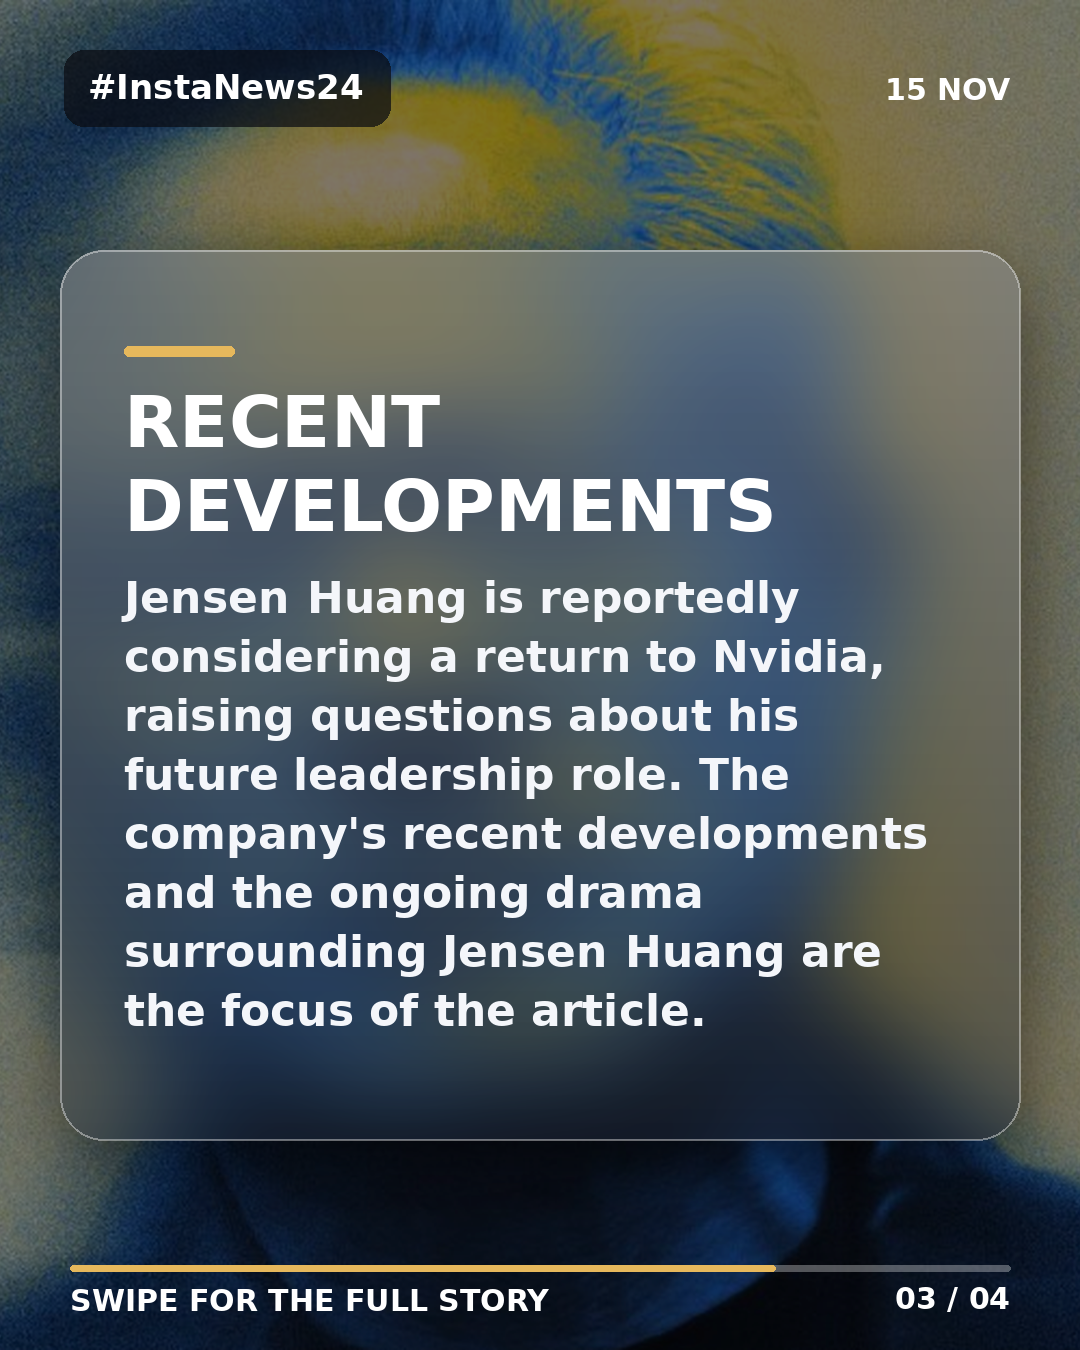 #InstaNews24
15 NOV
RECENT
DEVELOPMENTS
Jensen Huang is reportedly
considering a return to Nvidia,
raising questions about his
future leadership role. The
company's recent developments
and the ongoing drama
surrounding Jensen Huang are
the focus of the article.
SWIPE FOR THE FULL STORY
03 / 04